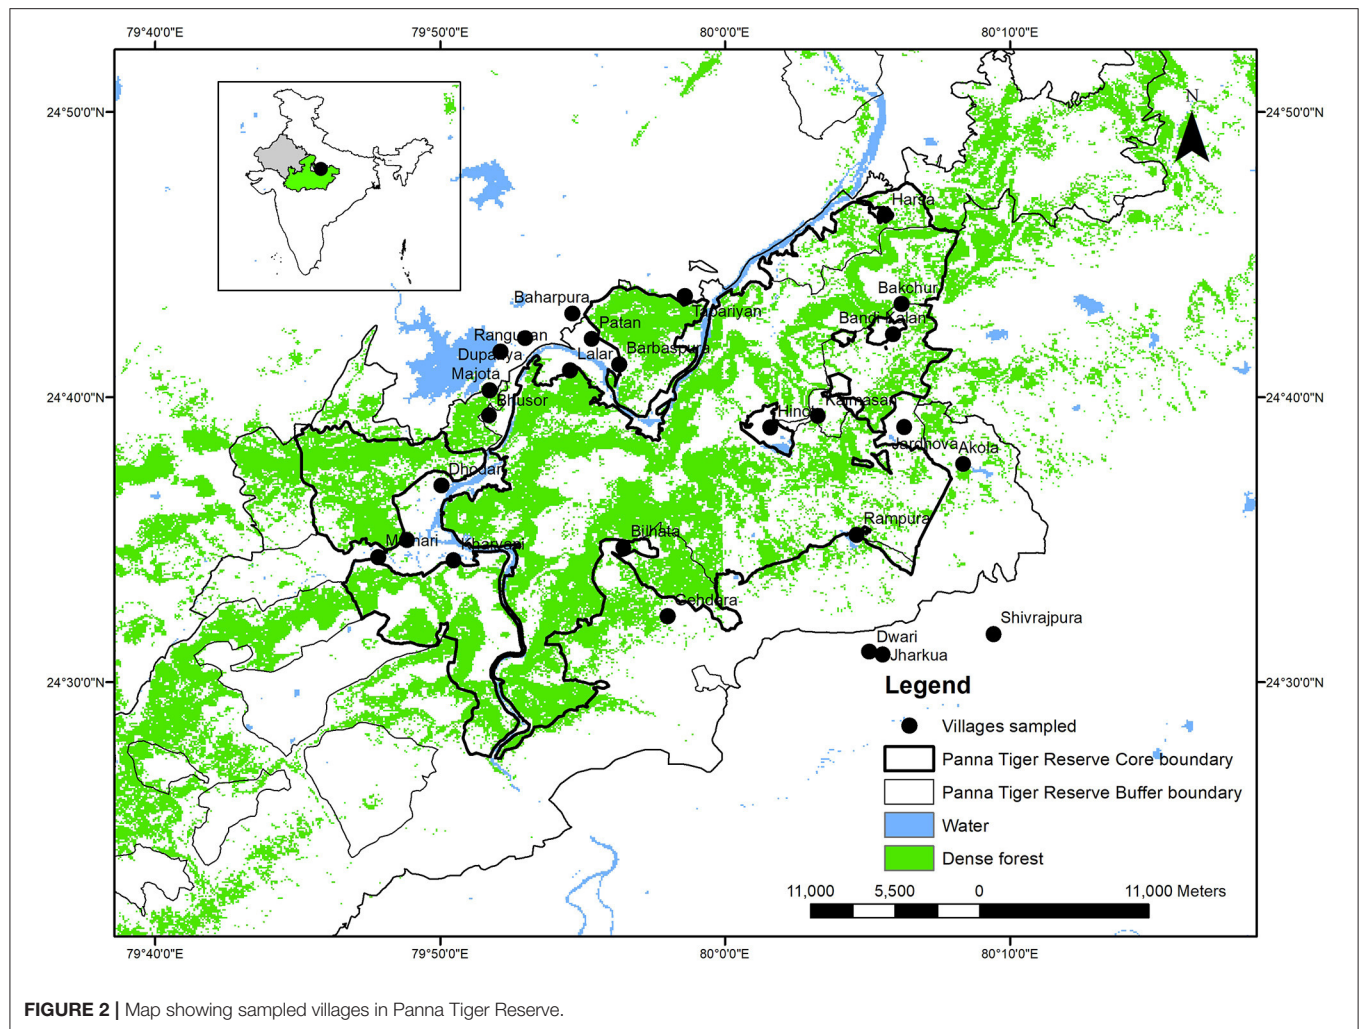 79°40'0"E 79°50'0"E 80°0'0"E 80°10'0"E
24°50'0"N 24°50'0"N
N
Harsa
Bakchur
Baharpura
Tapariyan
Bandi Kalan
Patan
Ranguwan
Barbaspura
Dupariya Lalar
Majota
24°40'0"N 24°40'0"N
Bhusor
Kaimasan
Hinota
Jardhova
Akola
Dhodan
Rampura
Bilhata
Kharyani
Gehdara
Shivrajpura
Dwari
Jharkua
24°30'0"N 24°30'0"N
Legend
Villages sampled
Panna Tiger Reserve Core boundary
Panna Tiger Reserve Buffer boundary
Water
Dense forest
11,000 5,500 0 11,000 Meters
79°40'0"E 79°50'0"E 80°0'0"E 80°10'0"E
FIGURE 2 | Map showing sampled villages in Panna Tiger Reserve.